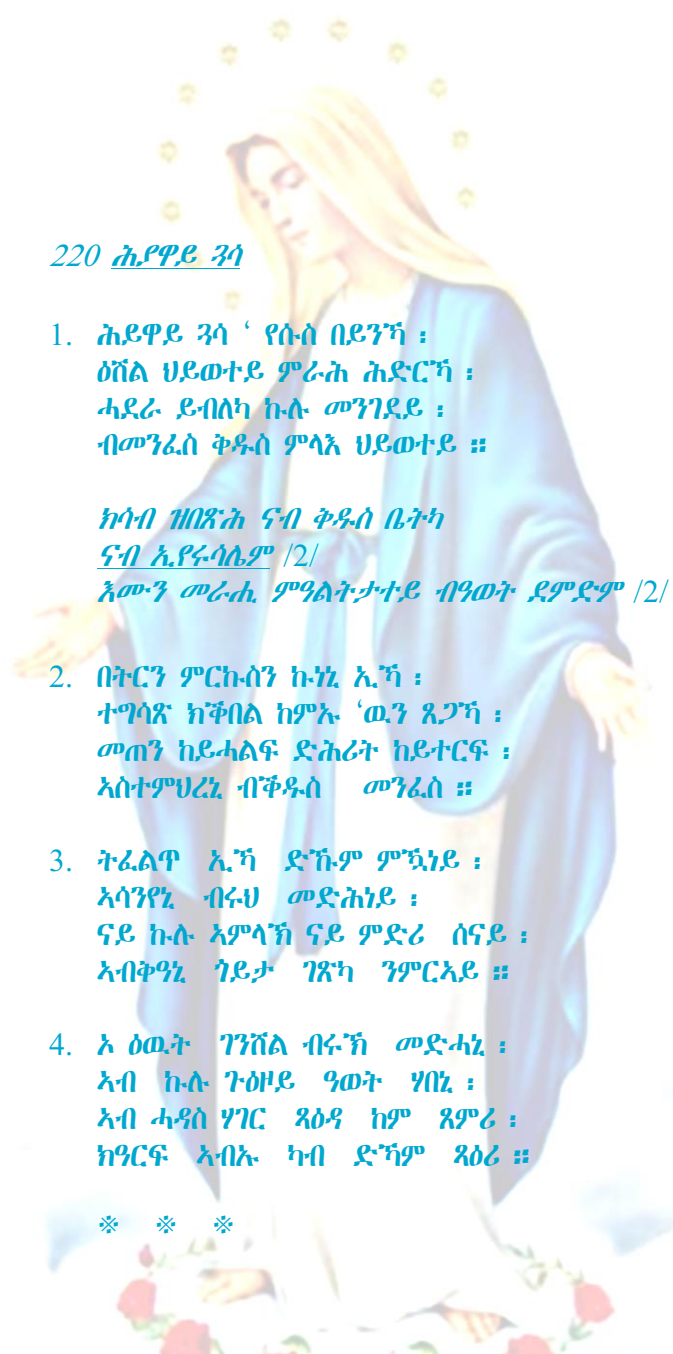 220 ሕያዋይ ጓሳ
1. ሕይዋይ ጓሳ ‘ የሱስ በይንኻ ፡
ዕሸል ህይወተይ ምራሕ ሕድርኻ ፡
ሓደራ ይብለካ ኩሉ መንገደይ ፡
ብመንፈስ ቅዱስ ምላእ ህይወተይ ።
ክሳብ ዝበጽሕ ናብ ቅዱስ ቤትካ
ናብ ኢየሩሳሌም /2/
እሙን መራሒ ምዓልትታተይ ብዓወት ደምድም /2/
2. በትርን ምርኩስን ኩነኒ ኢኻ ፡
ተግሳጽ ክቕበል ከምኡ ‘ዉን ጸጋኻ ፡
መጠን ከይሓልፍ ድሕሪት ከይተርፍ ፡
ኣስተምህረኒ ብቕዱስ መንፈስ ።
3. ትፈልጥ ኢኻ ድኹም ምዃነይ ፡
ኣሳንየኒ ብሩህ መድሕነይ ፡
ናይ ኩሉ ኣምላኽ ናይ ምድሪ ሰናይ ፡
ኣብቅዓኒ ጎይታ ገጽካ ንምርኣይ ።
4. ኦ ዕዉት ገንሸል ብሩኽ መድሓኒ ፡
ኣብ ኩሉ ጉዕዞይ ዓወት ሃበኒ ፡
ኣብ ሓዳስ ሃገር ጻዕዳ ከም ጸምሪ ፡
ክዓርፍ ኣብኡ ካብ ድኻም ጻዕሪ ።
※ ※ ※